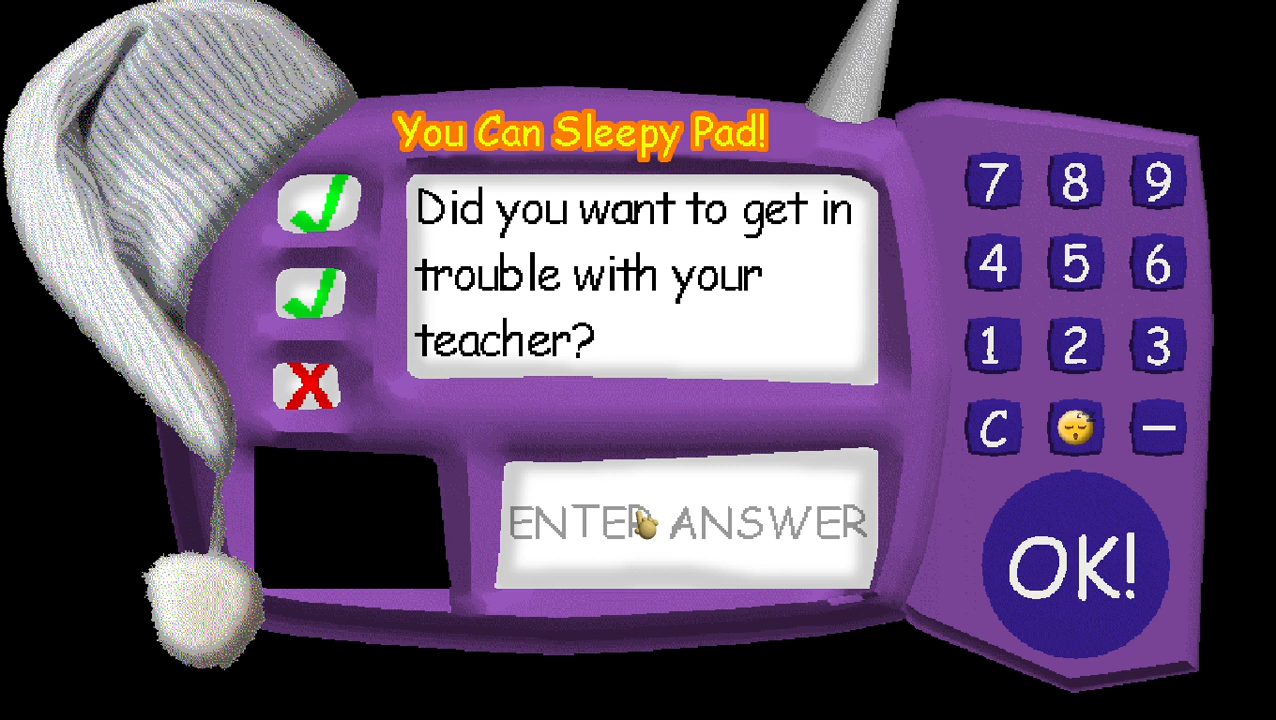 You Can Sleepy Pad!
Did you want to get in
trouble with your
teacher?
ENTER ANSWER
7 8 9
4 5 6
1 2 3
C —
OK!